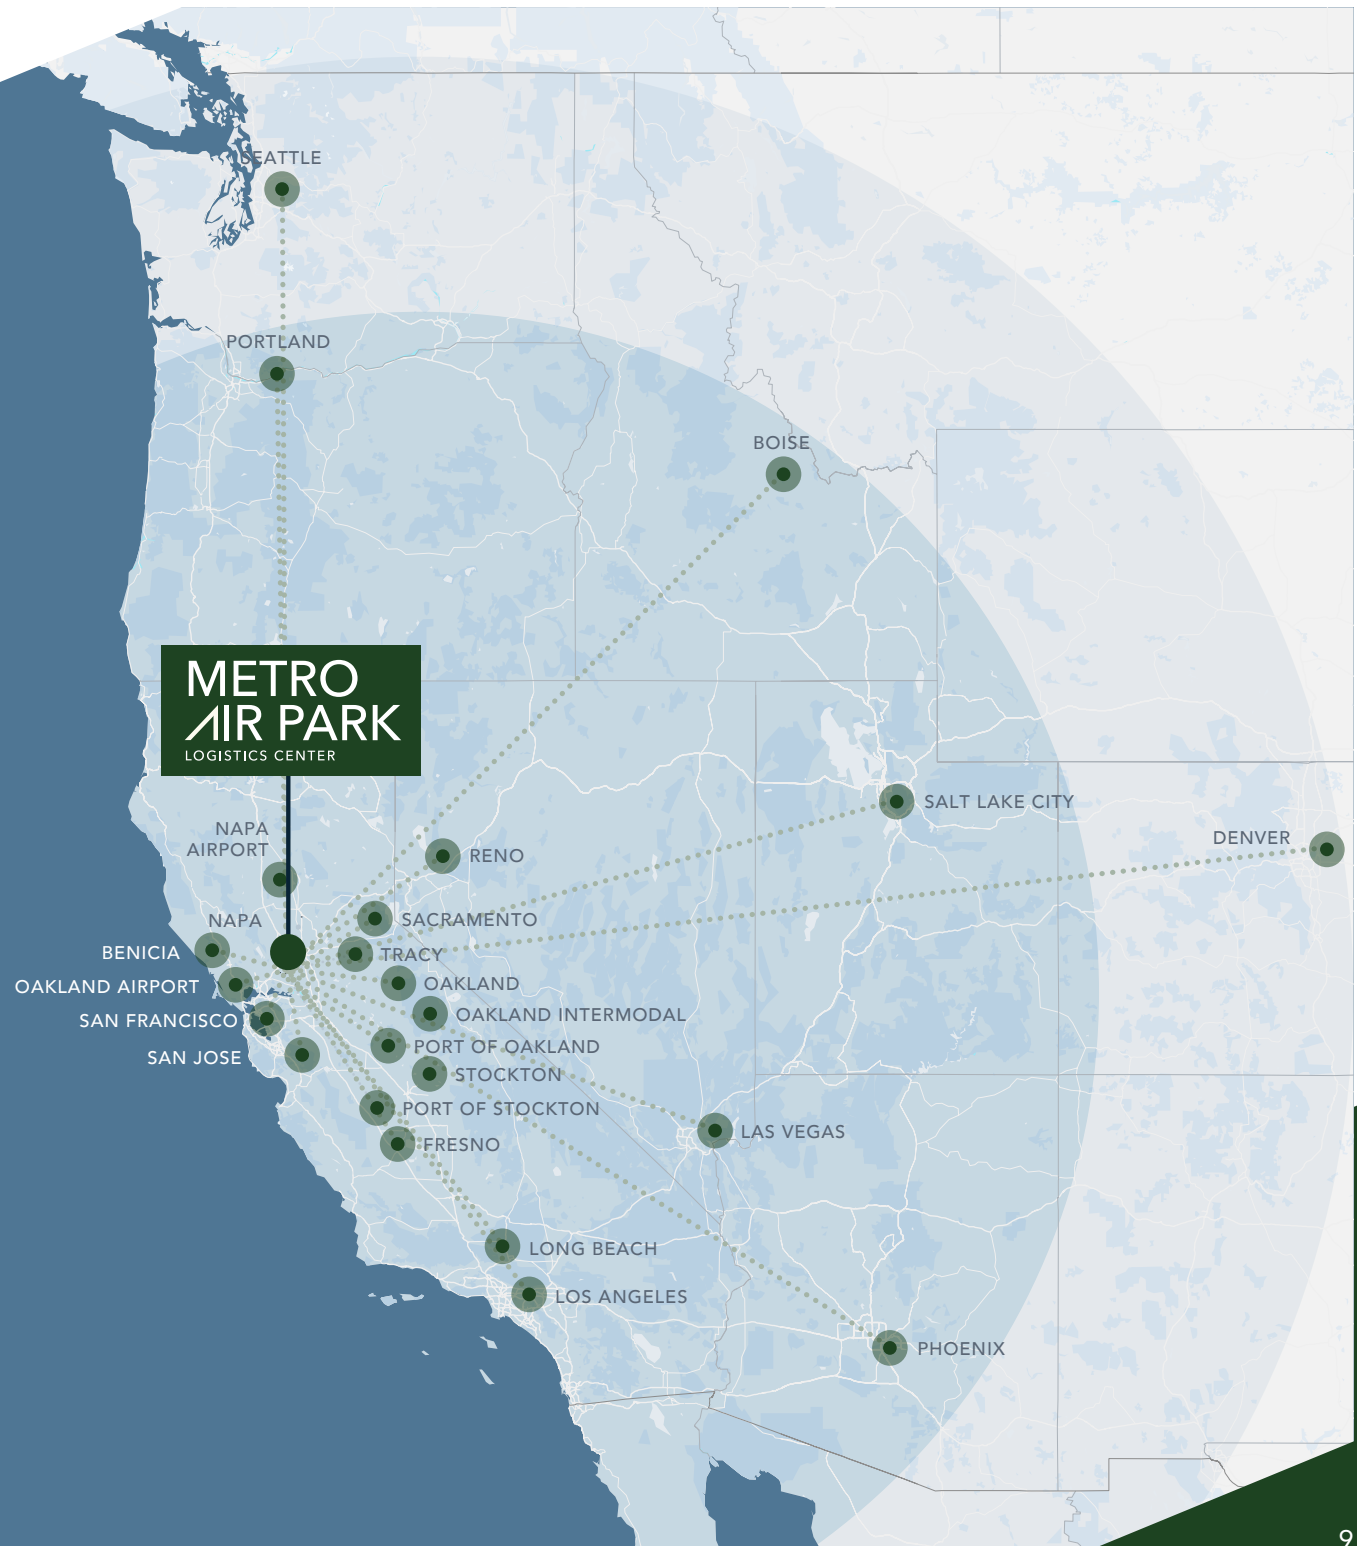 SEATTLE
PORTLAND
BOISE
METRO
AIR PARK
LOGISTICS CENTER
SALT LAKE CITY
NAPA
AIRPORT
DENVER
RENO
NAPA
SACRAMENTO
BENICIA
TRACY
OAKLAND AIRPORT
OAKLAND
SAN FRANCISCO
OAKLAND INTERMODAL
SAN JOSE
PORT OF OAKLAND
STOCKTON
PORT OF STOCKTON
LAS VEGAS
FRESNO
LONG BEACH
LOS ANGELES
PHOENIX
9